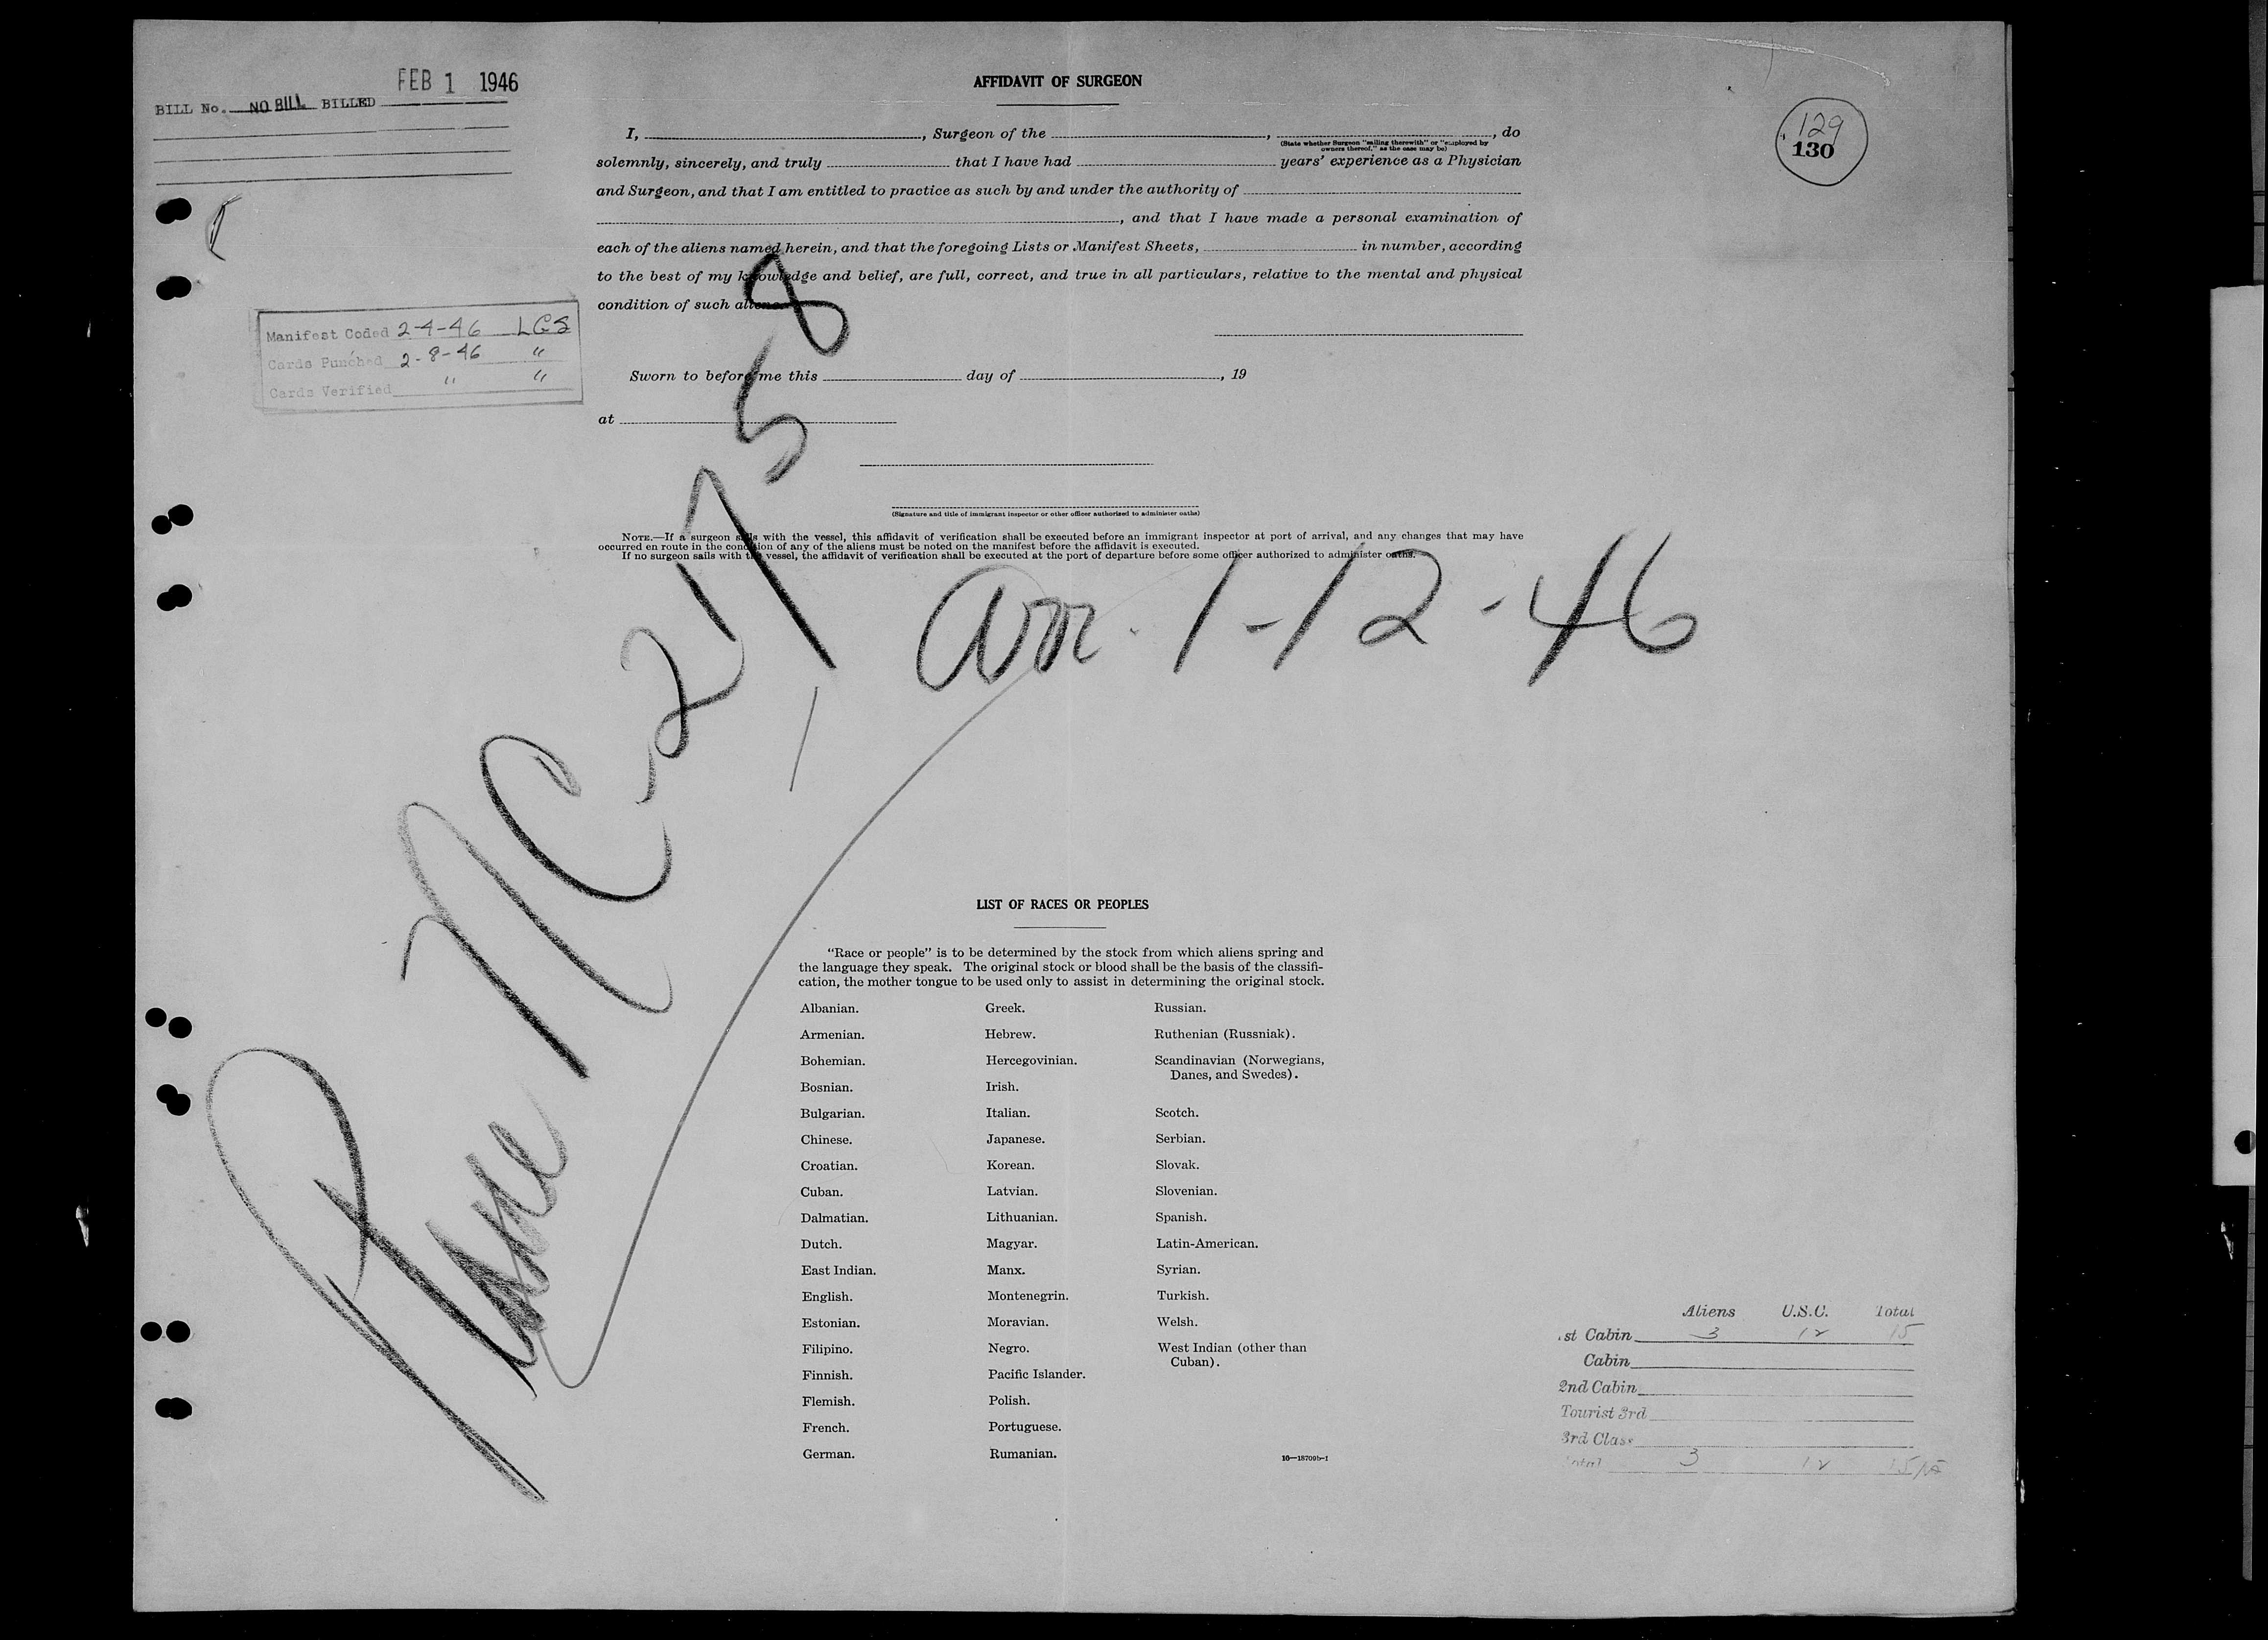 FEB 1 1946
BILL No. NO BILL BILLED
AFFIDAVIT OF SURGEON
129
130
I, , Surgeon of the , , do
(State whether Surgeon "sailing therewith" or "employed by
owners thereof," as the case may be)
solemnly, sincerely, and truly that I have had years' experience as a Physician
and Surgeon, and that I am entitled to practice as such by and under the authority of
, and that I have made a personal examination of
each of the aliens named herein, and that the foregoing Lists or Manifest Sheets, in number, according
to the best of my knowledge and belief, are full, correct, and true in all particulars, relative to the mental and physical
condition of such aliens.
Manifest Coded 2-4-46 LGS
Cards Punched 2-8-46 "
Cards Verified " "
Sworn to before me this day of , 19
at
(Signature and title of immigrant inspector or other officer authorized to administer oaths)
NOTE.—If a surgeon sails with the vessel, this affidavit of verification shall be executed before an immigrant inspector at port of arrival, and any changes that may have
occurred en route in the condition of any of the aliens must be noted on the manifest before the affidavit is executed.
If no surgeon sails with the vessel, the affidavit of verification shall be executed at the port of departure before some officer authorized to administer oaths.
Plane NC-21758
arr. 1-12-46
LIST OF RACES OR PEOPLES
"Race or people" is to be determined by the stock from which aliens spring and
the language they speak. The original stock or blood shall be the basis of the classifi-
cation, the mother tongue to be used only to assist in determining the original stock.
Albanian.
Armenian.
Bohemian.
Bosnian.
Bulgarian.
Chinese.
Croatian.
Cuban.
Dalmatian.
Dutch.
East Indian.
English.
Estonian.
Filipino.
Finnish.
Flemish.
French.
German.
Greek.
Hebrew.
Hercegovinian.
Irish.
Italian.
Japanese.
Korean.
Latvian.
Lithuanian.
Magyar.
Manx.
Montenegrin.
Moravian.
Negro.
Pacific Islander.
Polish.
Portuguese.
Rumanian.
Russian.
Ruthenian (Russniak).
Scandinavian (Norwegians,
Danes, and Swedes).
Scotch.
Serbian.
Slovak.
Slovenian.
Spanish.
Latin-American.
Syrian.
Turkish.
Welsh.
West Indian (other than
Cuban).
16—18709b-1
Aliens U.S.C. Total
1st Cabin 3 12 15
Cabin
2nd Cabin
Tourist 3rd
3rd Class
Total 3 12 15